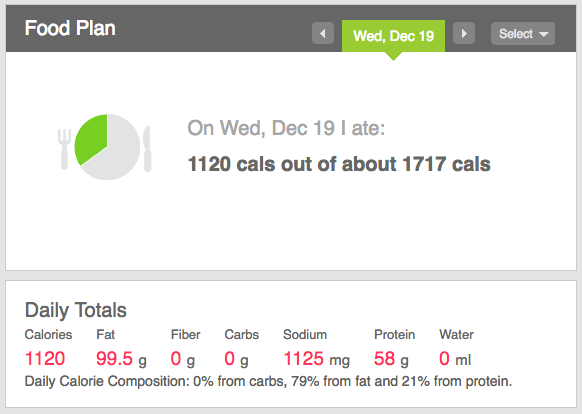 Food Plan
Wed, Dec 19
Select
On Wed, Dec 19 I ate:
1120 cals out of about 1717 cals
Daily Totals
Calories Fat Fiber Carbs Sodium Protein Water
1120 99.5 g 0 g 0 g 1125 mg 58 g 0 ml
Daily Calorie Composition: 0% from carbs, 79% from fat and 21% from protein.